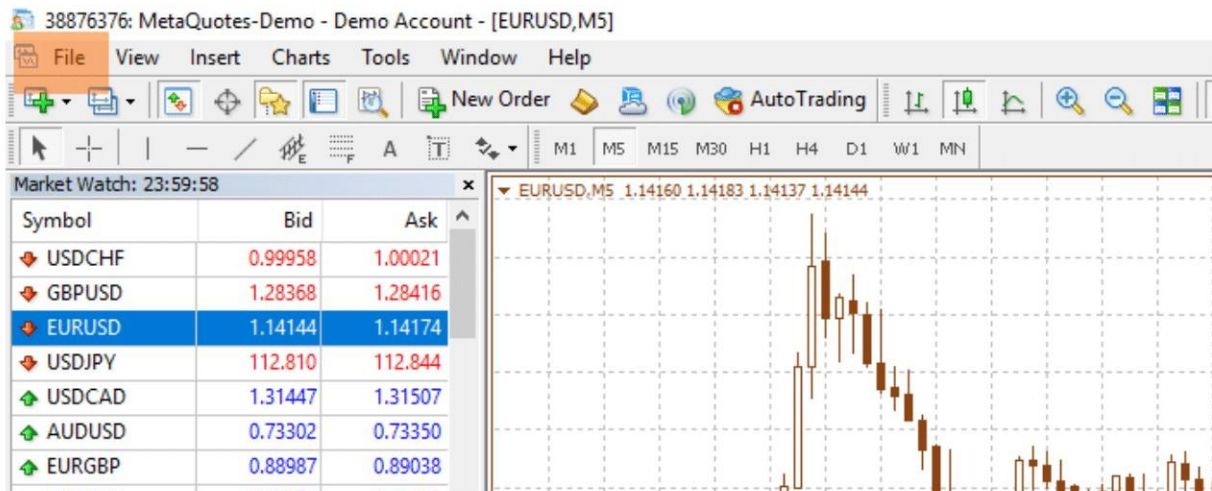 38876376: MetaQuotes-Demo - Demo Account - [EURUSD,M5]
File View Insert Charts Tools Window Help
New Order AutoTrading
E F A T M1 M5 M15 M30 H1 H4 D1 W1 MN
Market Watch: 23:59:58
Symbol Bid Ask
USDCHF 0.99958 1.00021
GBPUSD 1.28368 1.28416
EURUSD 1.14144 1.14174
USDJPY 112.810 112.844
USDCAD 1.31447 1.31507
AUDUSD 0.73302 0.73350
EURGBP 0.88987 0.89038
EURUSD,M5 1.14160 1.14183 1.14137 1.14144